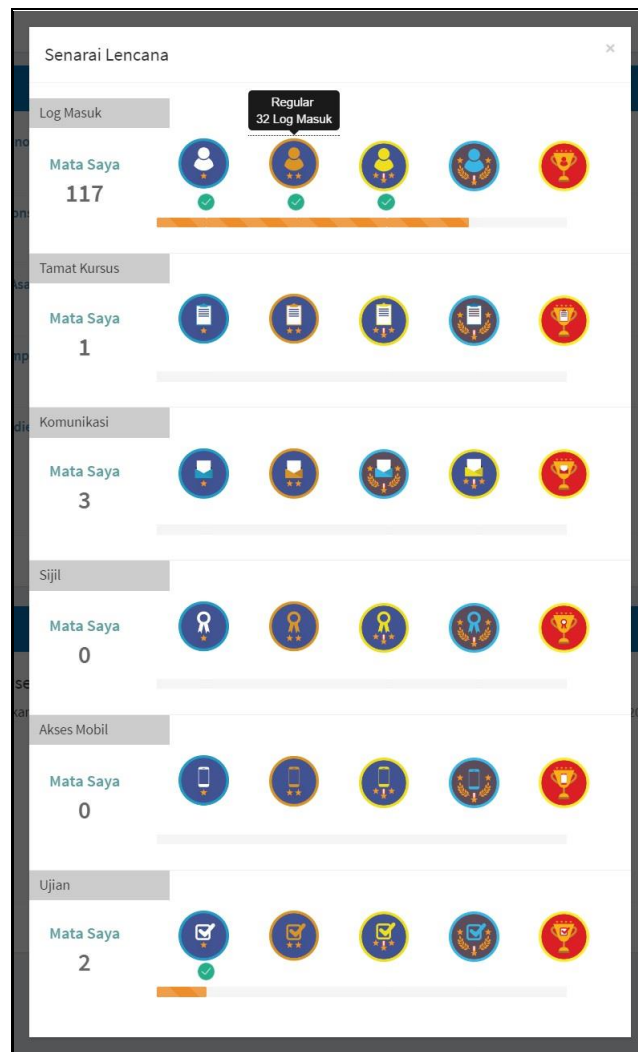 Senarai Lencana
×
Log Masuk
Regular
32 Log Masuk
Mata Saya
117
Tamat Kursus
Mata Saya
1
Komunikasi
Mata Saya
3
Sijil
Mata Saya
0
Akses Mobil
Mata Saya
0
Ujian
Mata Saya
2